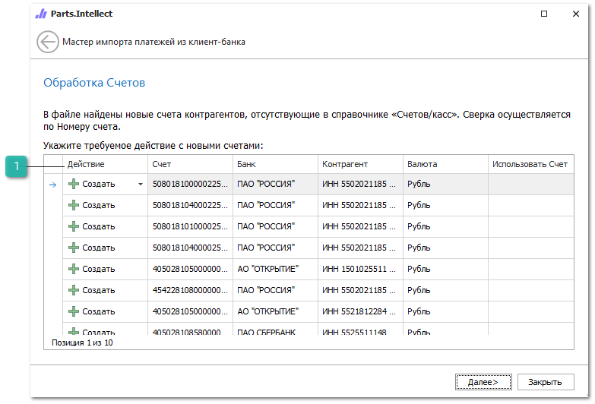 Parts.Intellect
Мастер импорта платежей из клиент-банка
Обработка Счетов
В файле найдены новые счета контрагентов, отсутствующие в справочнике «Счетов/касс». Сверка осуществляется
по Номеру счета.
Укажите требуемое действие с новыми счетами:
1
Действие Счет Банк Контрагент Валюта Использовать Счет
Создать 508018100000225... ПАО "РОССИЯ" ИНН 5502021185 ... Рубль
Создать 508018104000225... ПАО "РОССИЯ" ИНН 5502021185 ... Рубль
Создать 508018101000025... ПАО "РОССИЯ" ИНН 5502021185 ... Рубль
Создать 508018104000025... ПАО "РОССИЯ" ИНН 5502021185 ... Рубль
Создать 405028105000000... АО "ОТКРЫТИЕ" ИНН 1501025511 ... Рубль
Создать 454228108000000... ПАО "РОССИЯ" ИНН 5502021185 ... Рубль
Создать 405028105000000... АО "ОТКРЫТИЕ" ИНН 5521812284 ... Рубль
Создать 405028108580000 ПАО СБЕРБАНК ИНН 5525511148 Рубль
Позиция 1 из 10
Далее> Закрыть